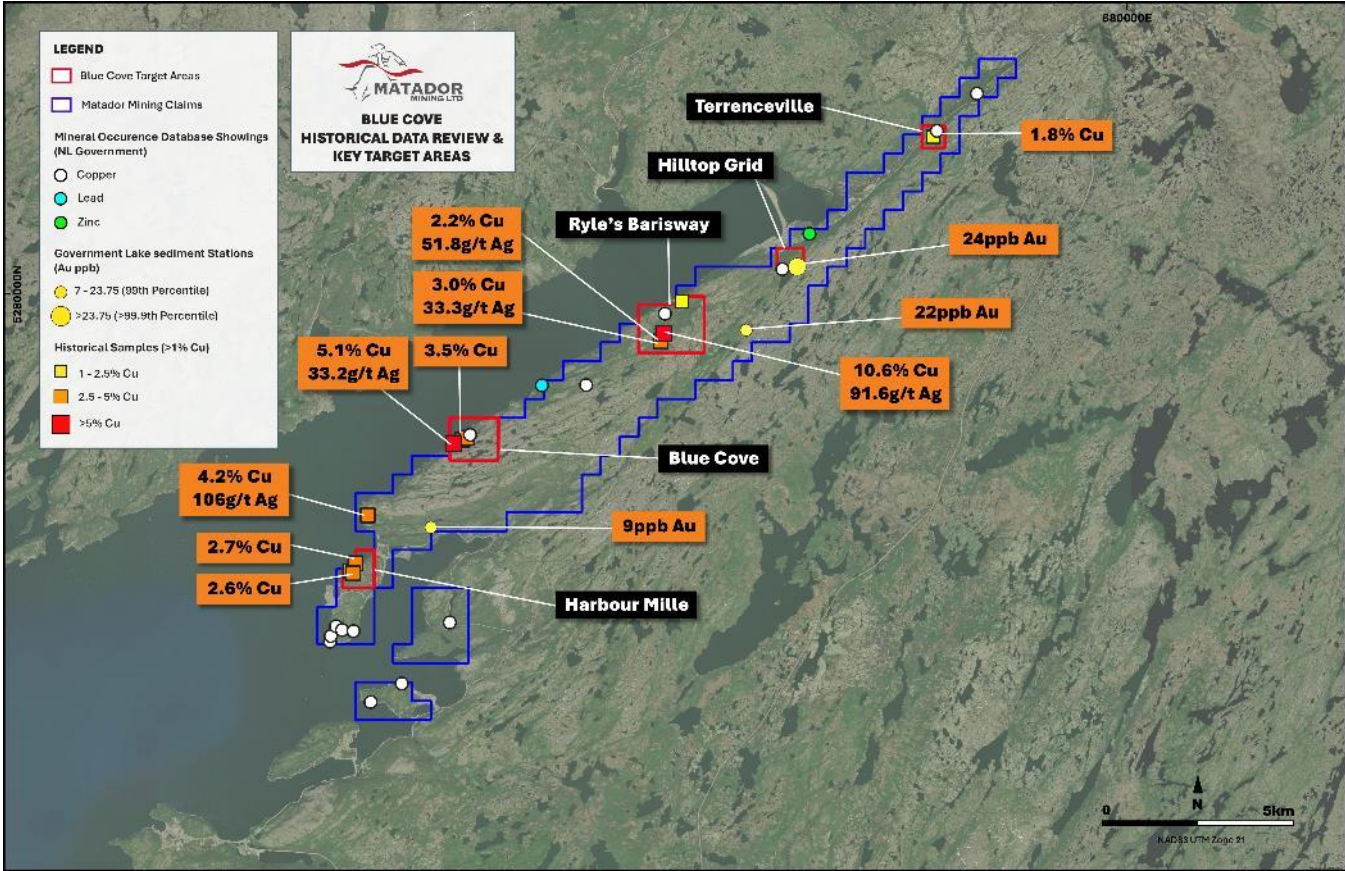 680000E
5280000N
LEGEND
Blue Cove Target Areas
Matador Mining Claims
Mineral Occurence Database Showings
(NL Government)
Copper
Lead
Zinc
Government Lake sediment Stations
(Au ppb)
7 - 23.75 (99th Percentile)
>23.75 (>99.9th Percentile)
Historical Samples (>1% Cu)
1 - 2.5% Cu
2.5 - 5% Cu
>5% Cu
MATADOR
MINING LTD
BLUE COVE
HISTORICAL DATA REVIEW &
KEY TARGET AREAS
Terrenceville
1.8% Cu
Hilltop Grid
Ryle's Barisway
2.2% Cu
51.8g/t Ag
24ppb Au
3.0% Cu
33.3g/t Ag
22ppb Au
5.1% Cu
33.2g/t Ag
3.5% Cu
10.6% Cu
91.6g/t Ag
Blue Cove
4.2% Cu
106g/t Ag
9ppb Au
2.7% Cu
2.6% Cu
Harbour Mille
N
0 5km
NAD83 UTM Zone 21